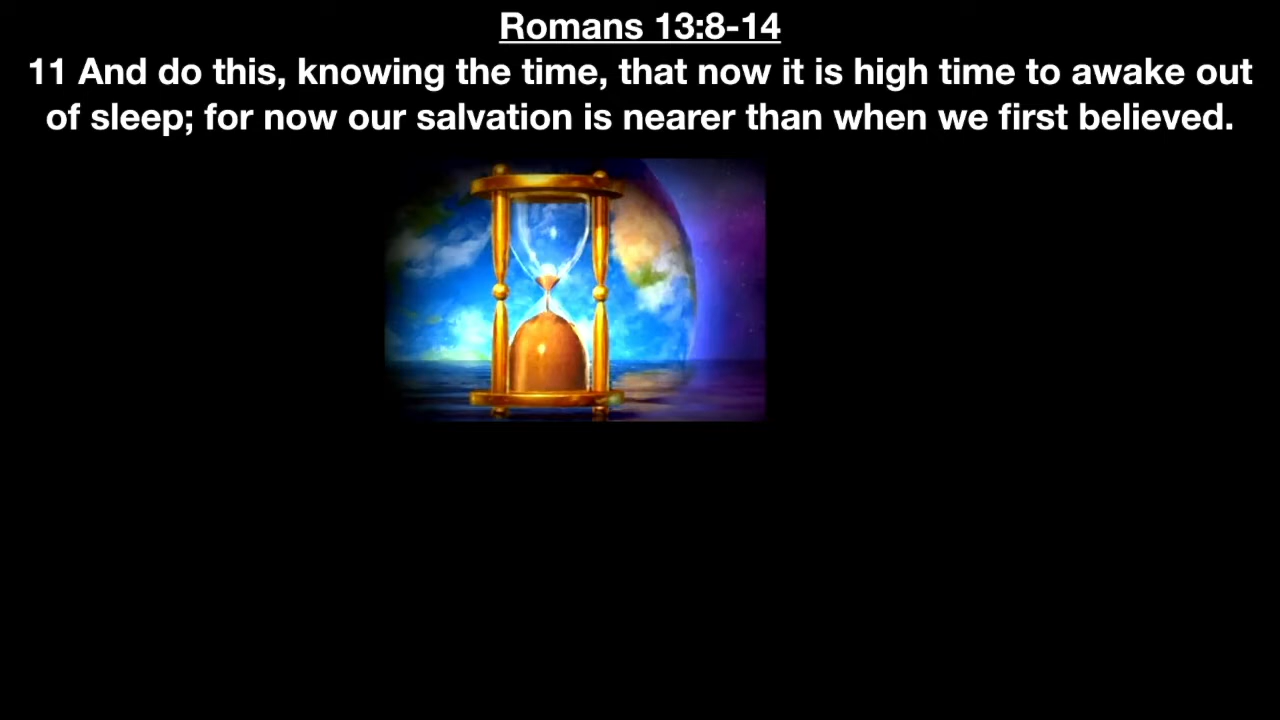 Romans 13:8-14
11 And do this, knowing the time, that now it is high time to awake out
of sleep; for now our salvation is nearer than when we first believed.